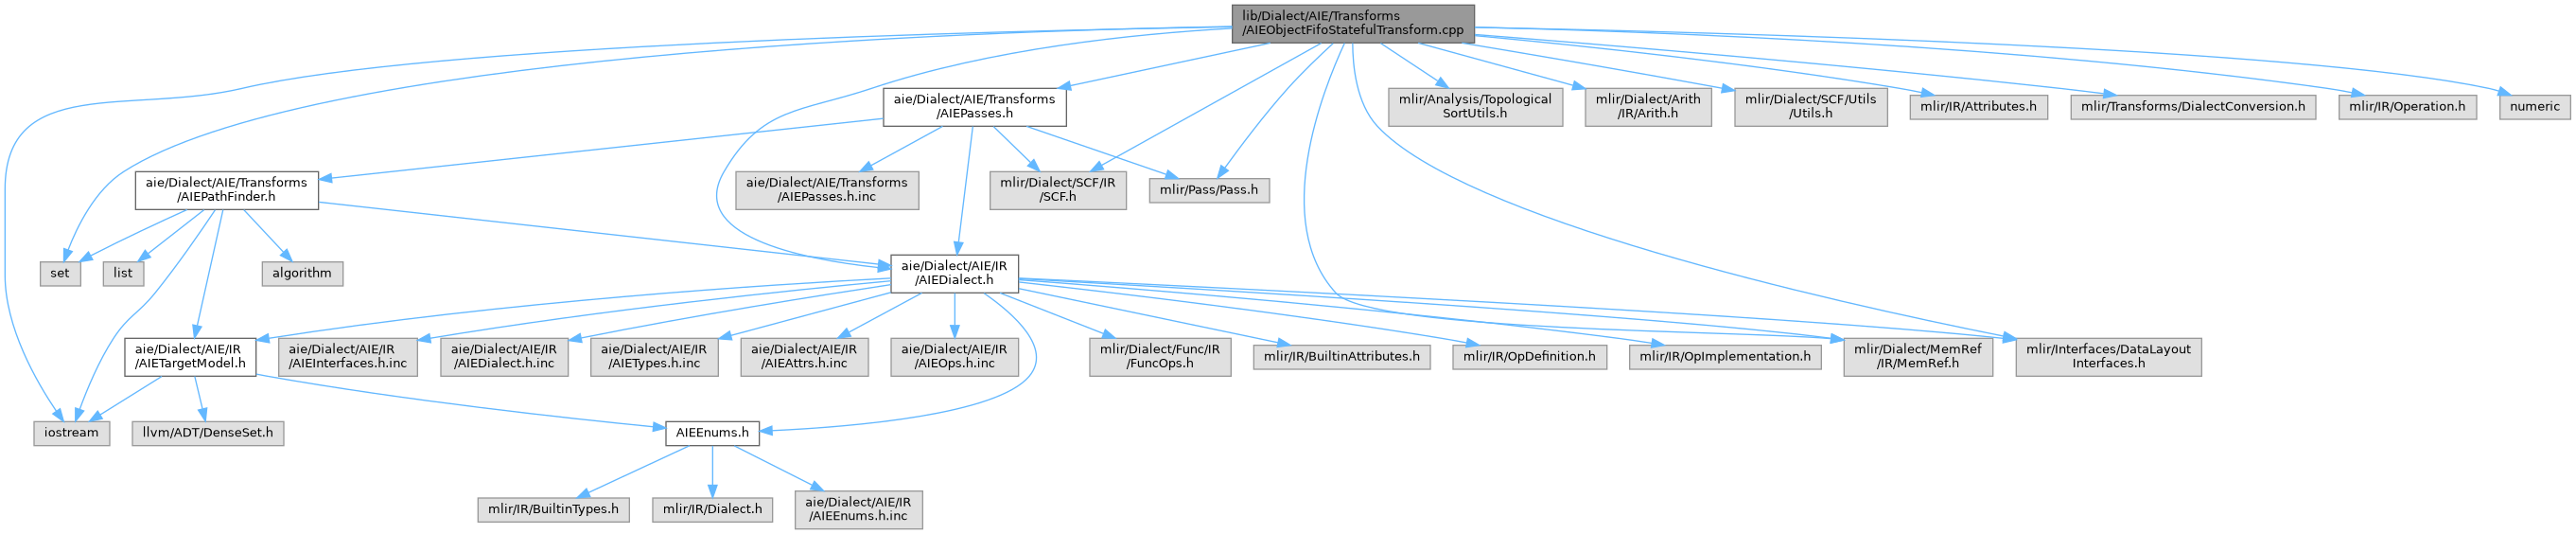 lib/Dialect/AIE/Transforms
/AIEObjectFifoStatefulTransform.cpp
aie/Dialect/AIE/Transforms
/AIEPasses.h
mlir/Analysis/Topological
SortUtils.h
mlir/Dialect/Arith
/IR/Arith.h
mlir/Dialect/SCF/Utils
/Utils.h
mlir/IR/Attributes.h
mlir/Transforms/DialectConversion.h
mlir/IR/Operation.h
numeric
aie/Dialect/AIE/Transforms
/AIEPathFinder.h
aie/Dialect/AIE/Transforms
/AIEPasses.h.inc
mlir/Dialect/SCF/IR
/SCF.h
mlir/Pass/Pass.h
set
list
algorithm
aie/Dialect/AIE/IR
/AIEDialect.h
aie/Dialect/AIE/IR
/AIETargetModel.h
aie/Dialect/AIE/IR
/AIEInterfaces.h.inc
aie/Dialect/AIE/IR
/AIEDialect.h.inc
aie/Dialect/AIE/IR
/AIETypes.h.inc
aie/Dialect/AIE/IR
/AIEAttrs.h.inc
aie/Dialect/AIE/IR
/AIEOps.h.inc
mlir/Dialect/Func/IR
/FuncOps.h
mlir/IR/BuiltinAttributes.h
mlir/IR/OpDefinition.h
mlir/IR/OpImplementation.h
mlir/Dialect/MemRef
/IR/MemRef.h
mlir/Interfaces/DataLayout
Interfaces.h
iostream
llvm/ADT/DenseSet.h
AIEEnums.h
mlir/IR/BuiltinTypes.h
mlir/IR/Dialect.h
aie/Dialect/AIE/IR
/AIEEnums.h.inc